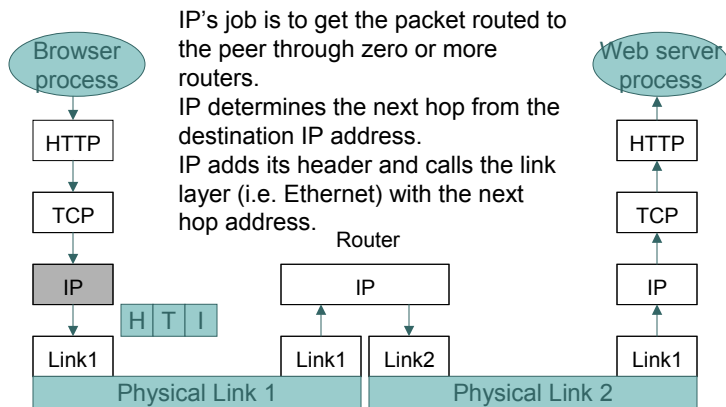 IP's job is to get the packet routed to
the peer through zero or more
routers.
IP determines the next hop from the
destination IP address.
IP adds its header and calls the link
layer (i.e. Ethernet) with the next
hop address.
Browser
process
HTTP
TCP
IP
H T I
Link1
Physical Link 1
Router
IP
Link1
Link2
Web server
process
HTTP
TCP
IP
Link1
Physical Link 2